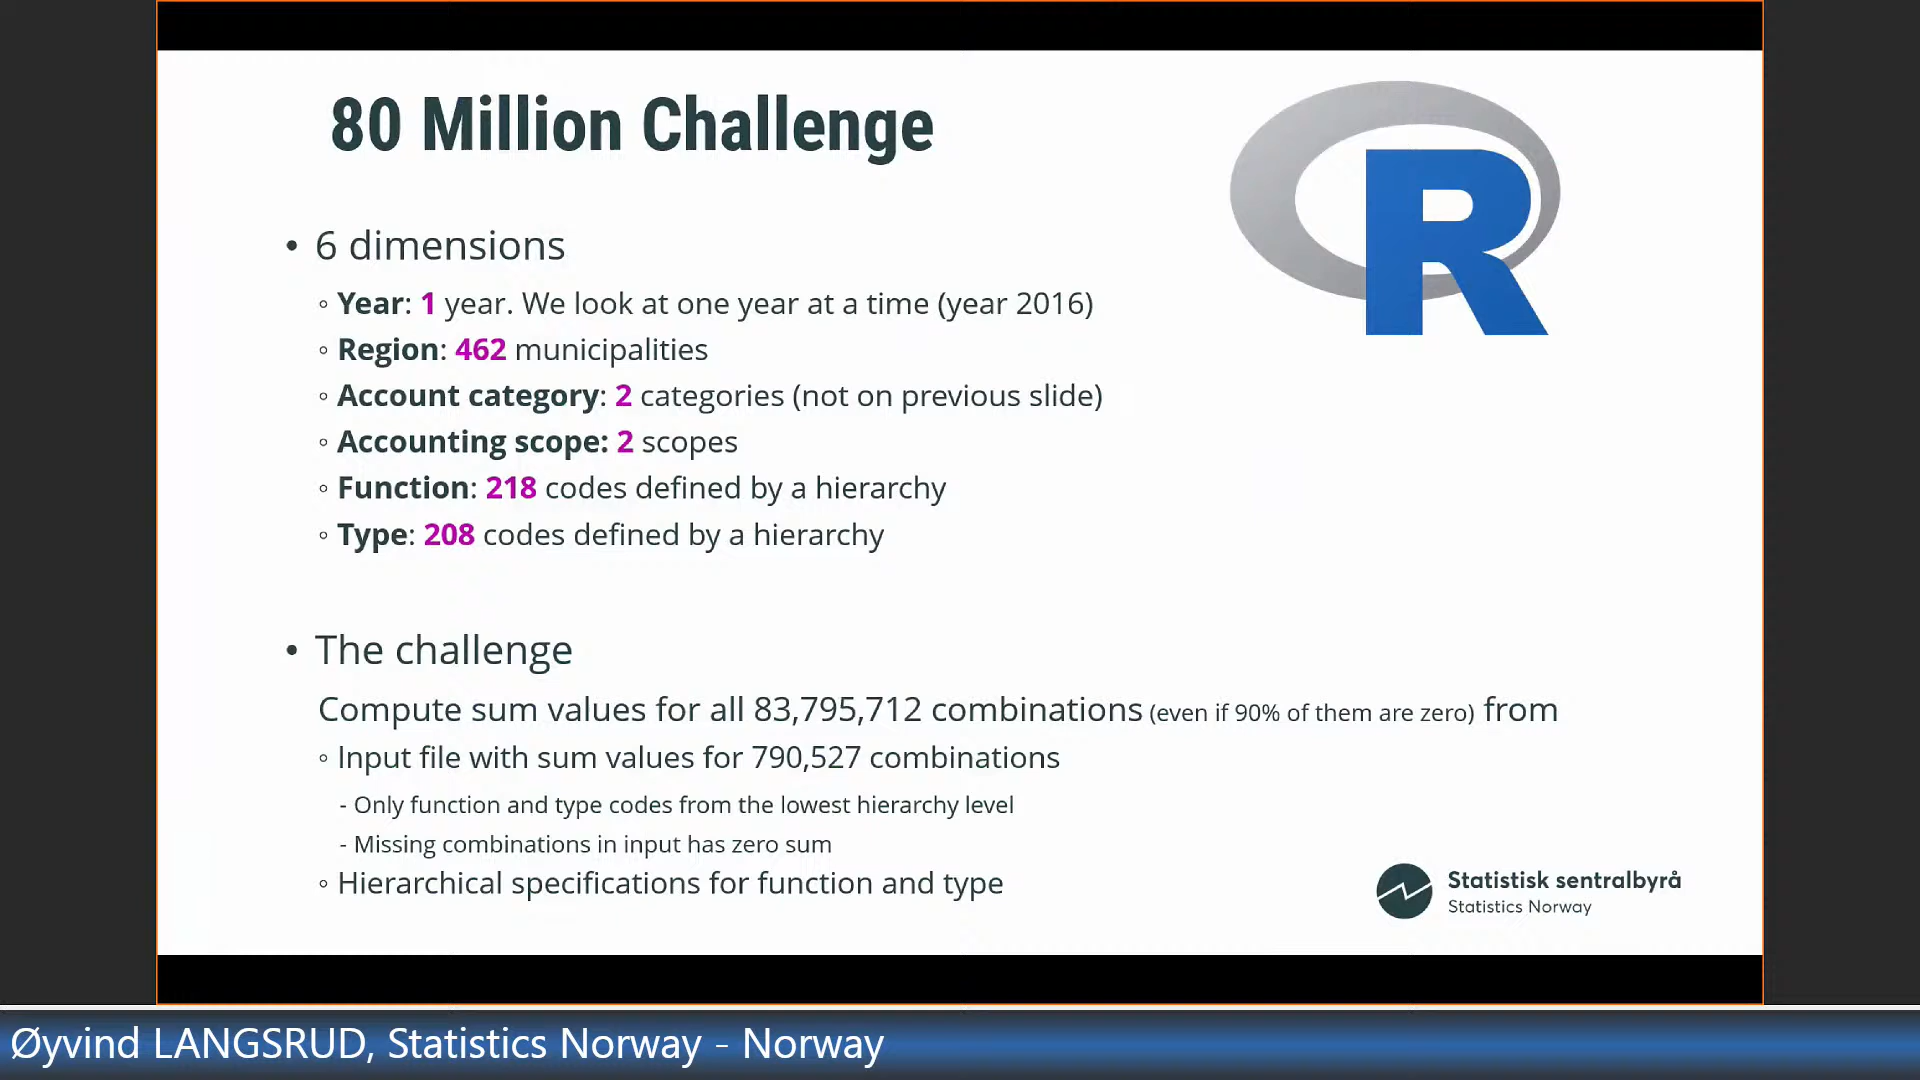 80 Million Challenge
R
• 6 dimensions
◦ Year: 1 year. We look at one year at a time (year 2016)
◦ Region: 462 municipalities
◦ Account category: 2 categories (not on previous slide)
◦ Accounting scope: 2 scopes
◦ Function: 218 codes defined by a hierarchy
◦ Type: 208 codes defined by a hierarchy
• The challenge
Compute sum values for all 83,795,712 combinations (even if 90% of them are zero) from
◦ Input file with sum values for 790,527 combinations
- Only function and type codes from the lowest hierarchy level
- Missing combinations in input has zero sum
◦ Hierarchical specifications for function and type
Statistisk sentralbyrå
Statistics Norway
Øyvind LANGSRUD, Statistics Norway - Norway